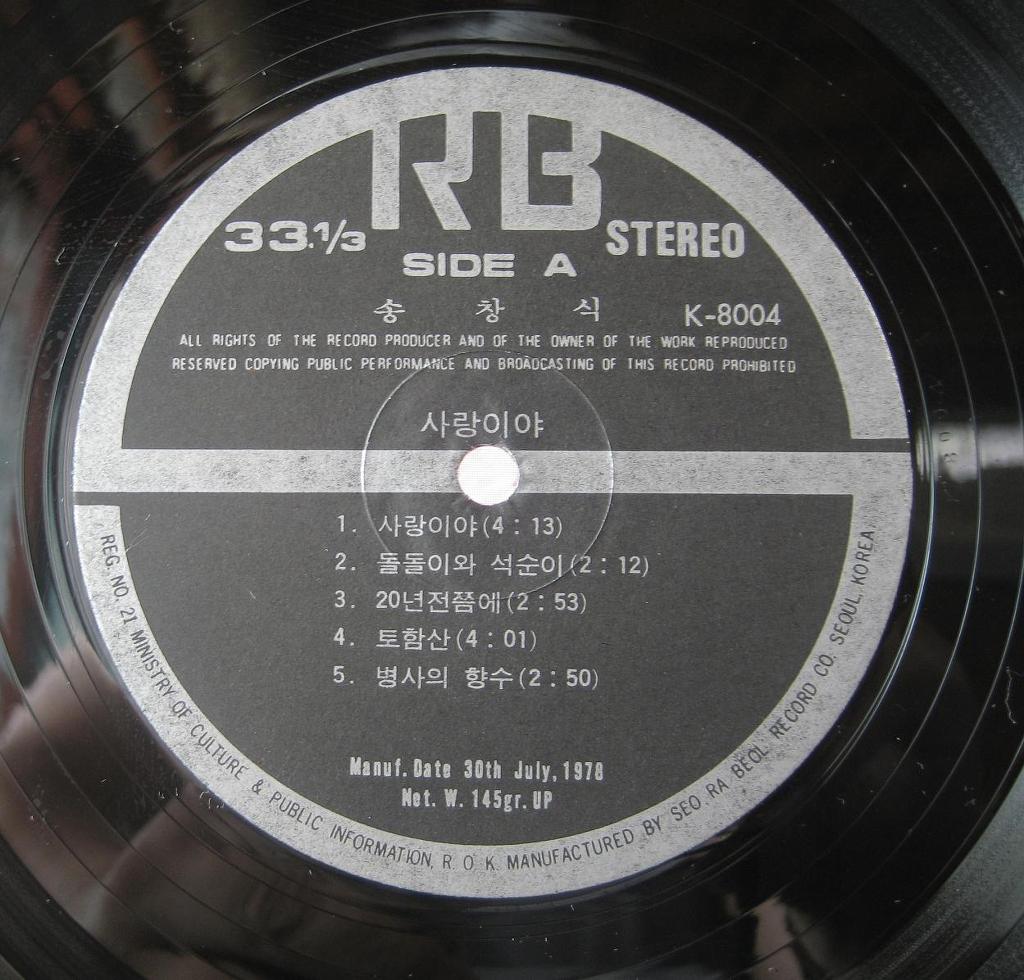 RB
33.1/3 STEREO
SIDE A
송 창 식 K-8004
ALL RIGHTS OF THE RECORD PRODUCER AND OF THE OWNER OF THE WORK REPRODUCED
RESERVED COPYING PUBLIC PERFORMANCE AND BROADCASTING OF THIS RECORD PROHIBITED
사랑이야
1. 사랑이야(4 : 13)
2. 돌돌이와 석순이(2 : 12)
3. 20년전쯤에(2 : 53)
4. 토함산(4 : 01)
5. 병사의 향수(2 : 50)
Manuf. Date 30th July, 1978
Net. W. 145gr. UP
REG. NO. 21 MINISTRY OF CULTURE & PUBLIC INFORMATION, R. O. K. MANUFACTURED BY SEO. RA BEOL RECORD CO. SEOUL, KOREA